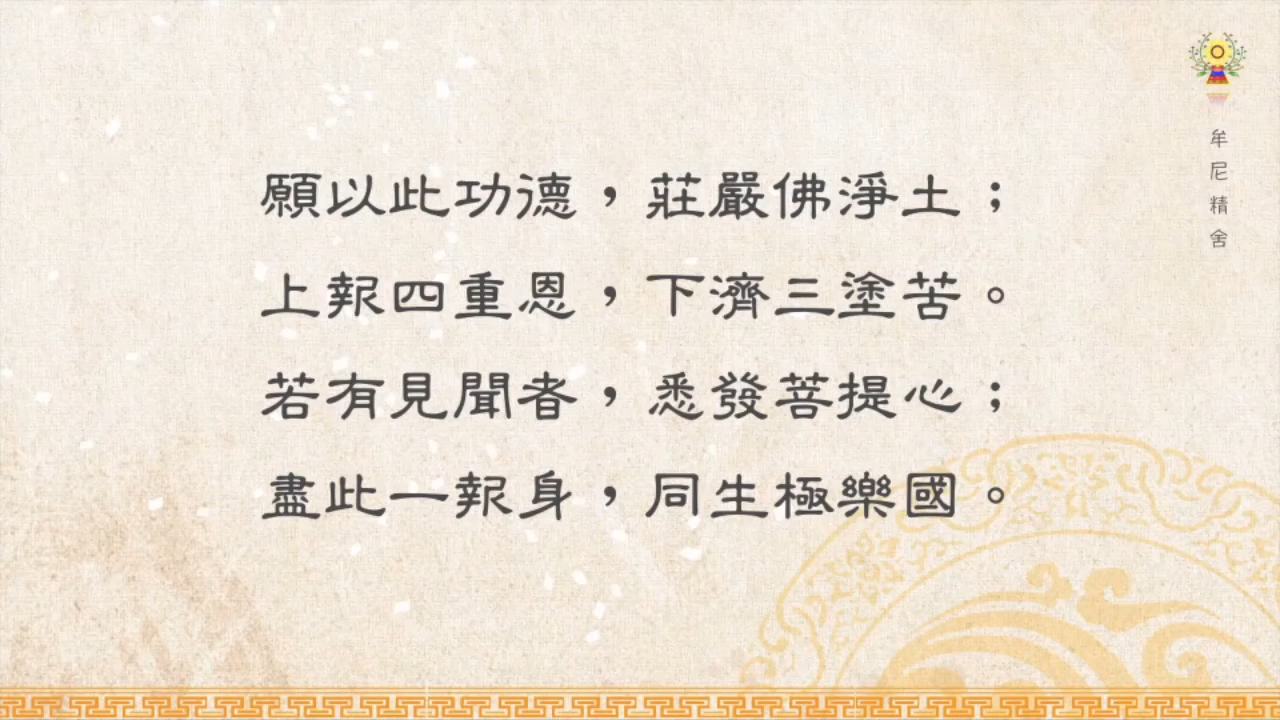 願以此功德，莊嚴佛淨土；
上報四重恩，下濟三塗苦。
若有見聞者，悉發菩提心；
盡此一報身，同生極樂國。
牟尼精舍